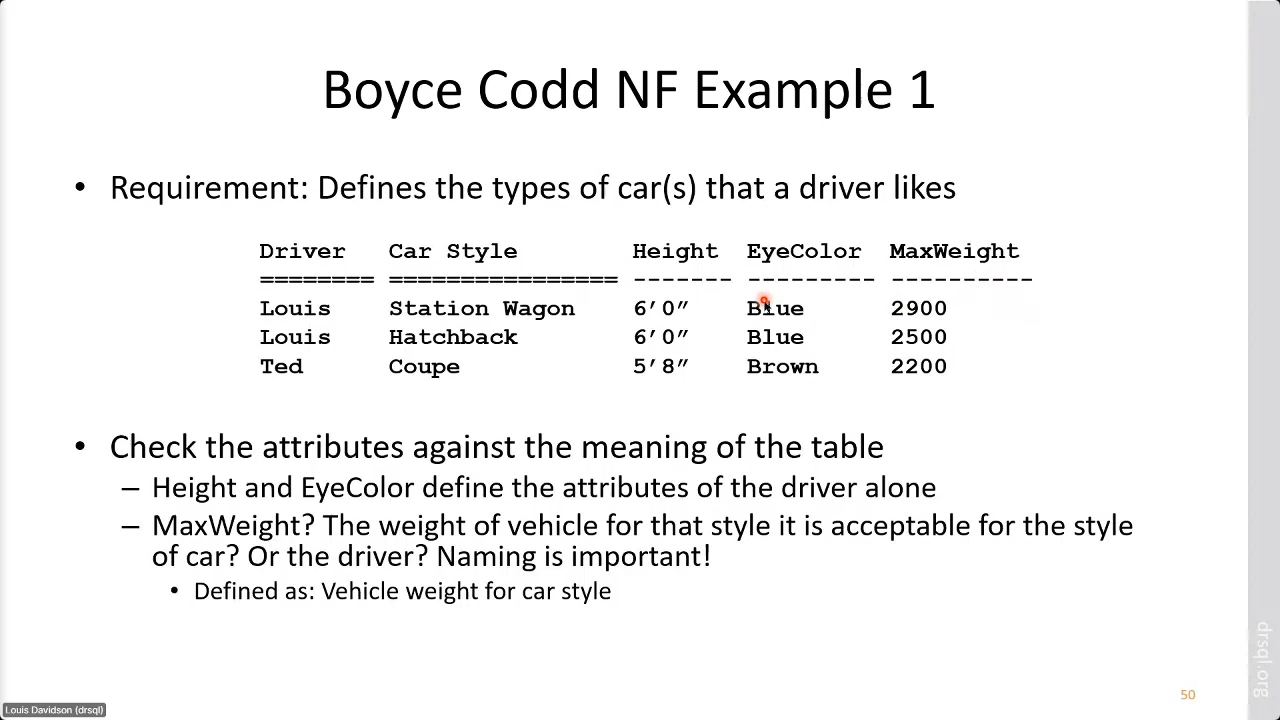 Boyce Codd NF Example 1
• Requirement: Defines the types of car(s) that a driver likes
Driver Car Style Height EyeColor MaxWeight
======== ================ ------- --------- ----------
Louis Station Wagon 6’0” Blue 2900
Louis Hatchback 6’0” Blue 2500
Ted Coupe 5’8” Brown 2200
• Check the attributes against the meaning of the table
– Height and EyeColor define the attributes of the driver alone
– MaxWeight? The weight of vehicle for that style it is acceptable for the style
of car? Or the driver? Naming is important!
• Defined as: Vehicle weight for car style
drsql.org
50
Louis Davidson (drsql)